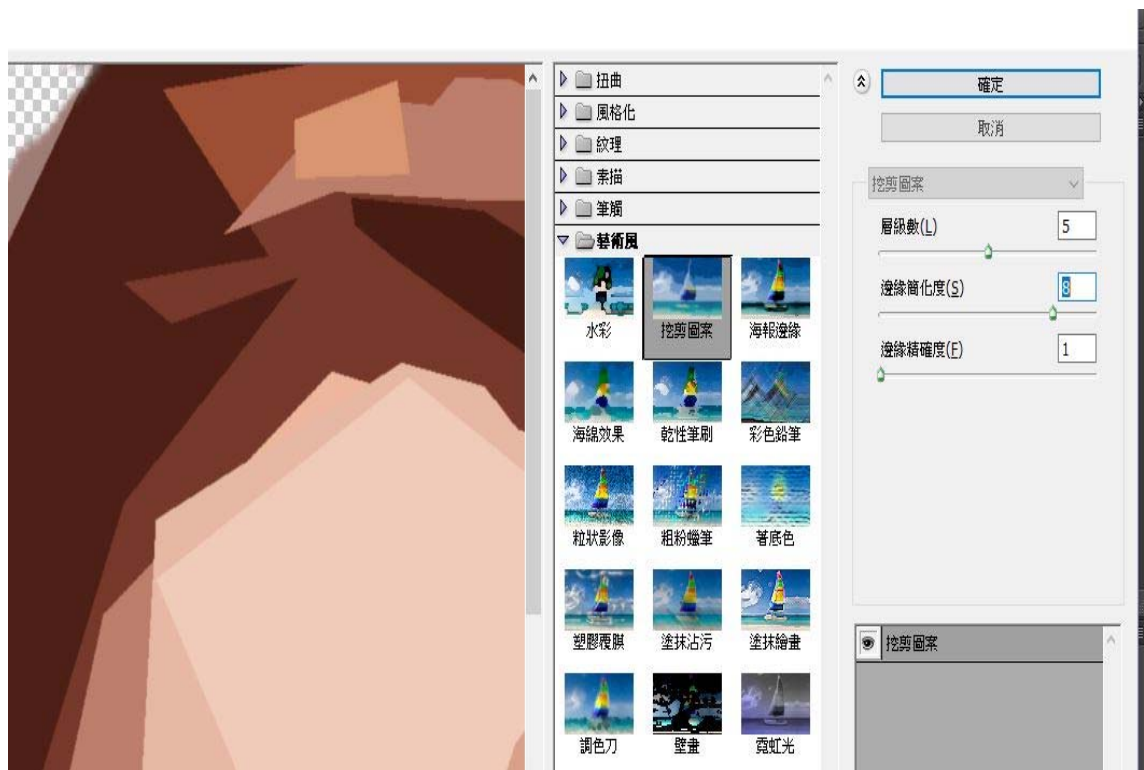 扭曲
風格化
紋理
素描
筆觸
藝術風
水彩
挖剪圖案
海報邊緣
海綿效果
乾性筆刷
彩色鉛筆
粒狀影像
粗粉蠟筆
著底色
塑膠覆膜
塗抹沾污
塗抹繪畫
調色刀
壁畫
霓虹光
確定
取消
挖剪圖案
層級數(L) 5
邊緣簡化度(S) 8
邊緣精確度(F) 1
挖剪圖案